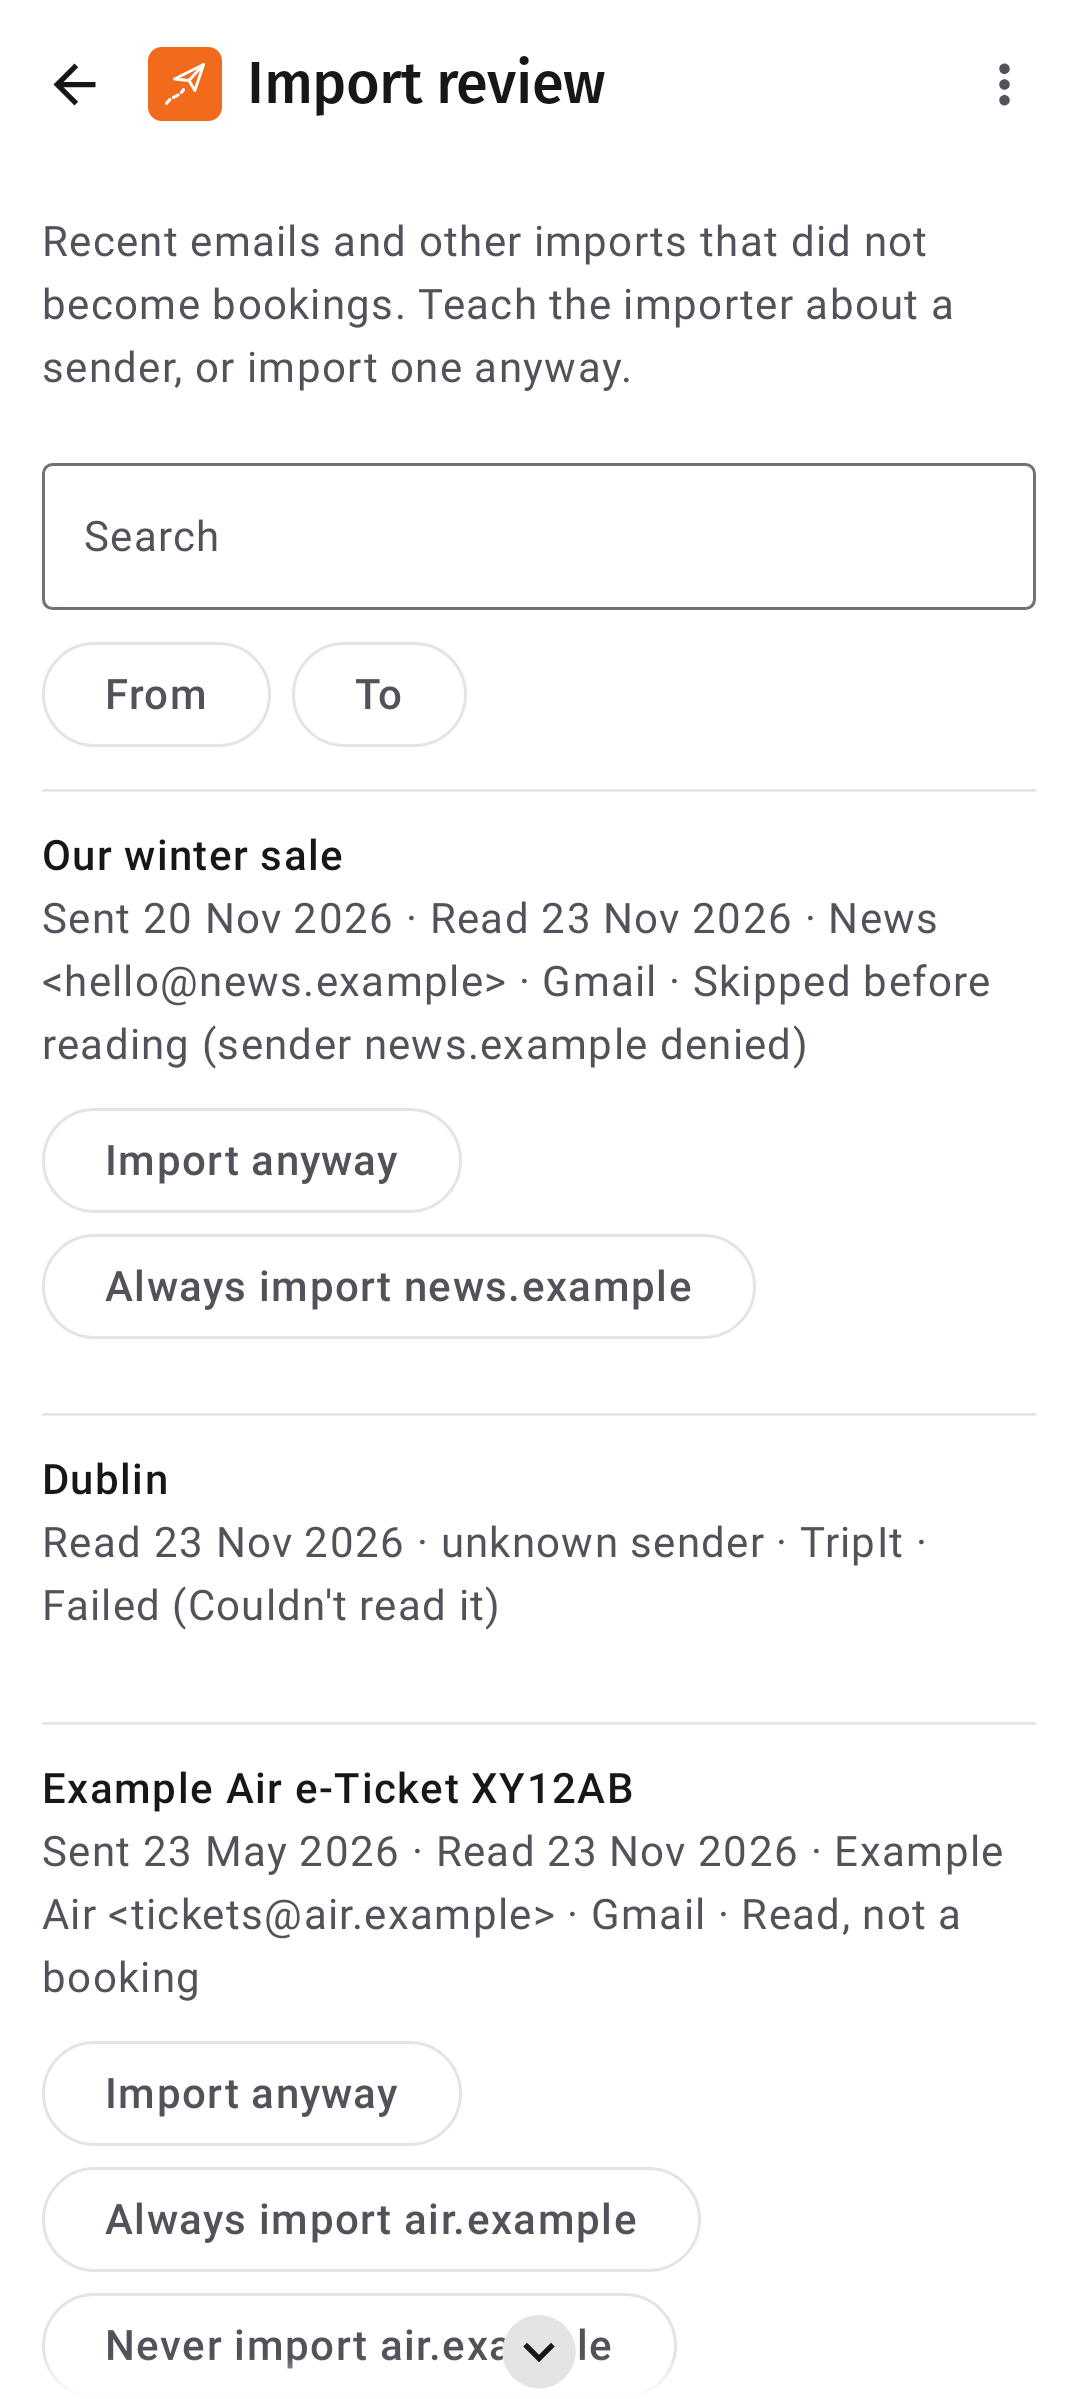 Import review
Recent emails and other imports that did not
become bookings. Teach the importer about a
sender, or import one anyway.
Search
From
To
Our winter sale
Sent 20 Nov 2026 · Read 23 Nov 2026 · News
<hello@news.example> · Gmail · Skipped before
reading (sender news.example denied)
Import anyway
Always import news.example
Dublin
Read 23 Nov 2026 · unknown sender · TripIt ·
Failed (Couldn't read it)
Example Air e-Ticket XY12AB
Sent 23 May 2026 · Read 23 Nov 2026 · Example
Air <tickets@air.example> · Gmail · Read, not a
booking
Import anyway
Always import air.example
Never import